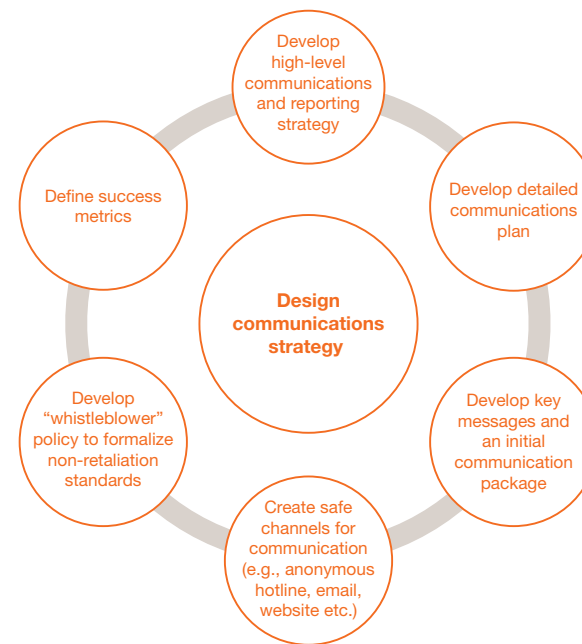 Develop
high-level
communications
and reporting
strategy
Develop detailed
communications
plan
Develop key
messages and
an initial
communication
package
Create safe
channels for
communication
(e.g., anonymous
hotline, email,
website etc.)
Develop
“whistleblower”
policy to formalize
non-retaliation
standards
Define success
metrics
Design
communications
strategy